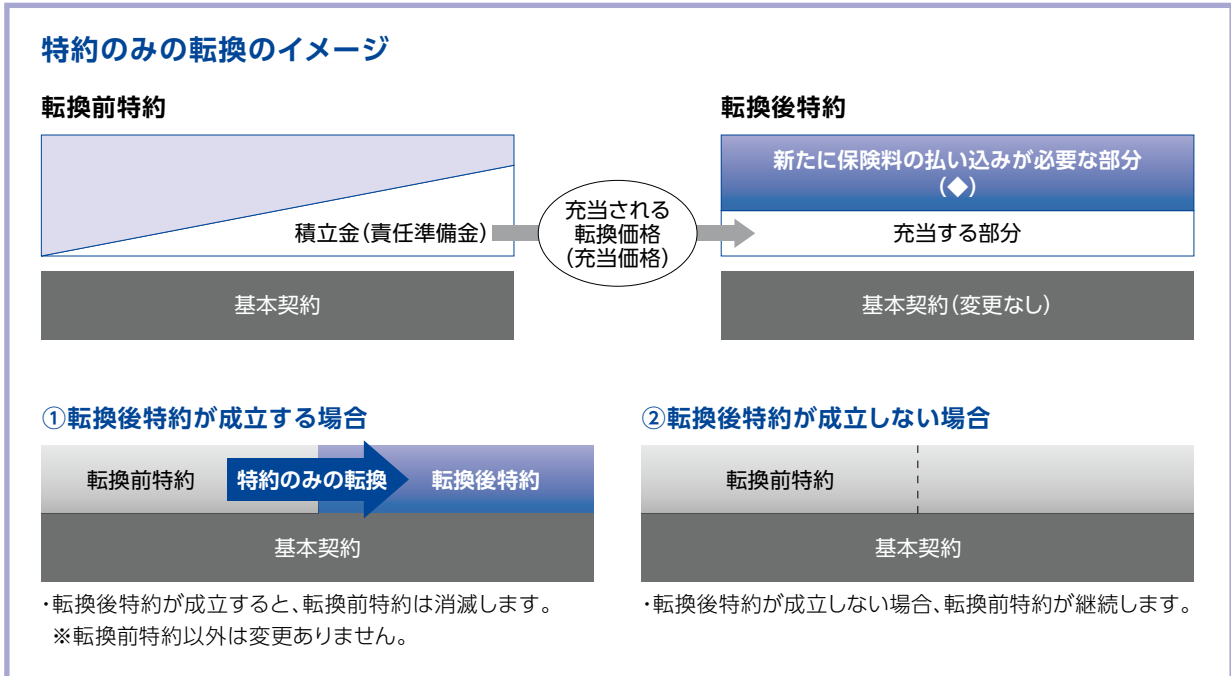 特約のみの転換のイメージ
転換前特約
積立金(責任準備金)
基本契約
充当される
転換価格
(充当価格)
転換後特約
新たに保険料の払い込みが必要な部分
(◆)
充当する部分
基本契約(変更なし)
①転換後特約が成立する場合
転換前特約
特約のみの転換
転換後特約
基本契約
・転換後特約が成立すると、転換前特約は消滅します。
※転換前特約以外は変更ありません。
②転換後特約が成立しない場合
転換前特約
基本契約
・転換後特約が成立しない場合、転換前特約が継続します。